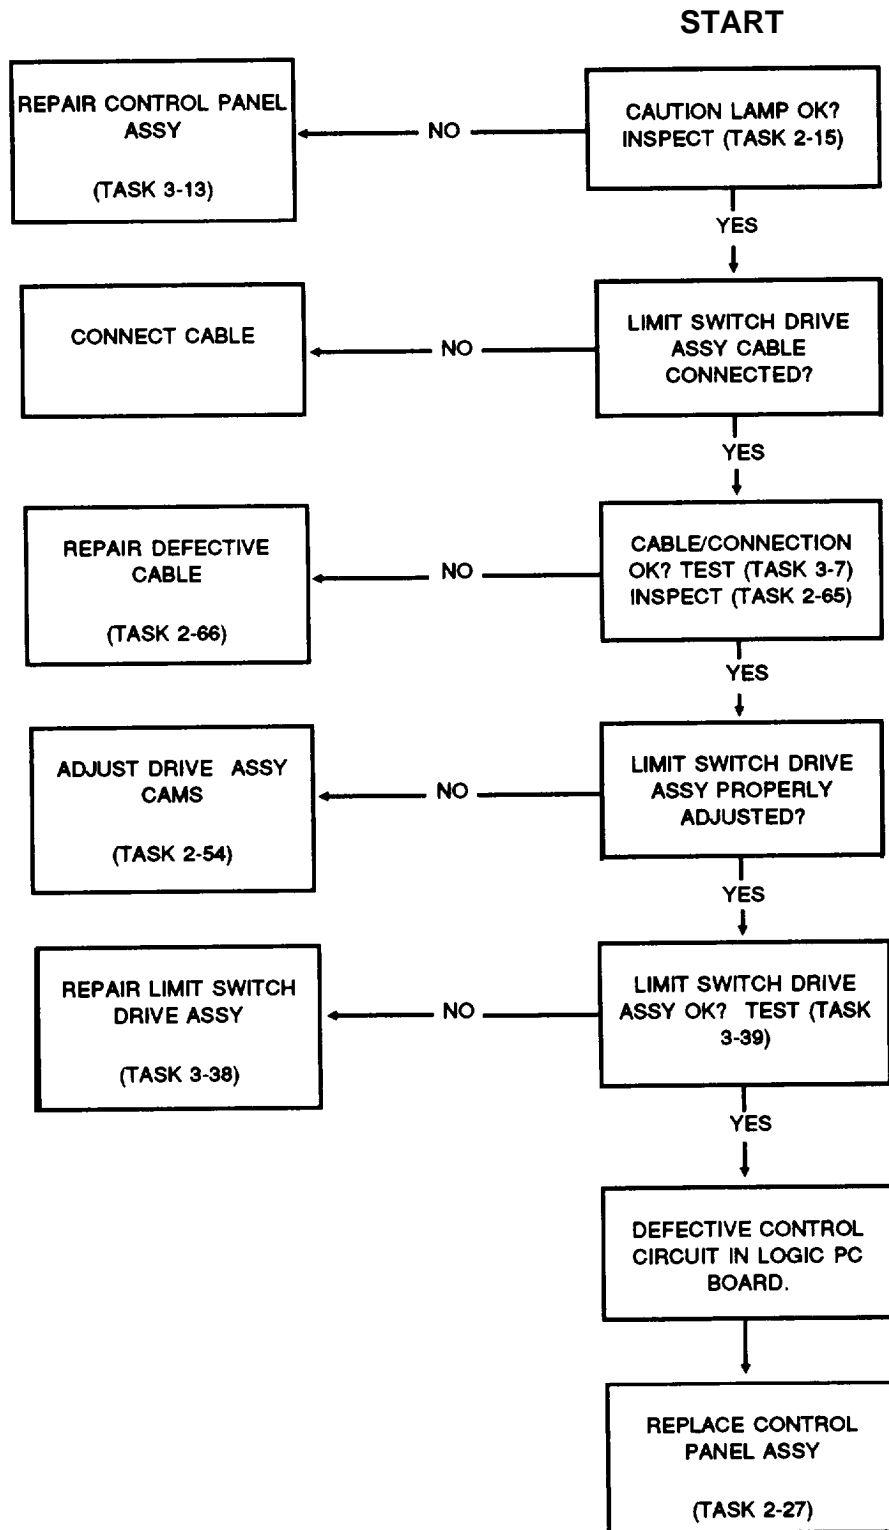 START
CAUTION LAMP OK?
INSPECT (TASK 2-15)
NO
REPAIR CONTROL PANEL
ASSY
(TASK 3-13)
YES
LIMIT SWITCH DRIVE
ASSY CABLE
CONNECTED?
NO
CONNECT CABLE
YES
CABLE/CONNECTION
OK? TEST (TASK 3-7)
INSPECT (TASK 2-65)
NO
REPAIR DEFECTIVE
CABLE
(TASK 2-66)
YES
LIMIT SWITCH DRIVE
ASSY PROPERLY
ADJUSTED?
NO
ADJUST DRIVE ASSY
CAMS
(TASK 2-54)
YES
LIMIT SWITCH DRIVE
ASSY OK? TEST (TASK
3-39)
NO
REPAIR LIMIT SWITCH
DRIVE ASSY
(TASK 3-38)
YES
DEFECTIVE CONTROL
CIRCUIT IN LOGIC PC
BOARD.
REPLACE CONTROL
PANEL ASSY
(TASK 2-27)